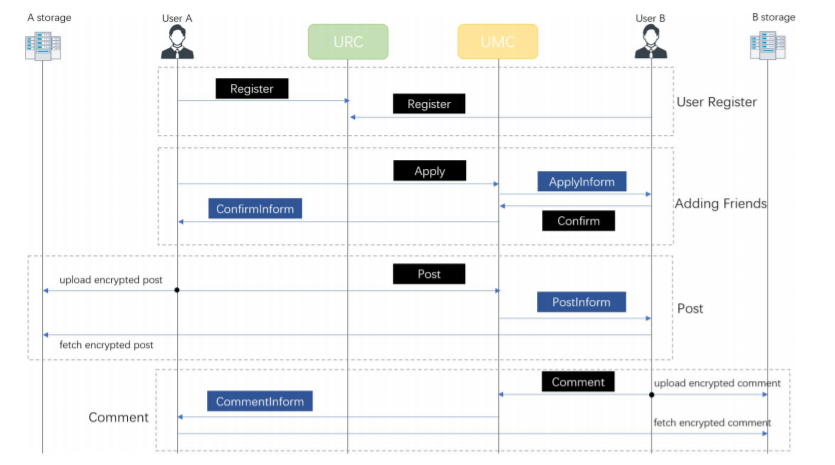 A storage
User A
URC
UMC
User B
B storage
Register
Register
User Register
Apply
ApplyInform
ConfirmInform
Confirm
Adding Friends
upload encrypted post
Post
PostInform
Post
fetch encrypted post
Comment
upload encrypted comment
CommentInform
Comment
fetch encrypted comment